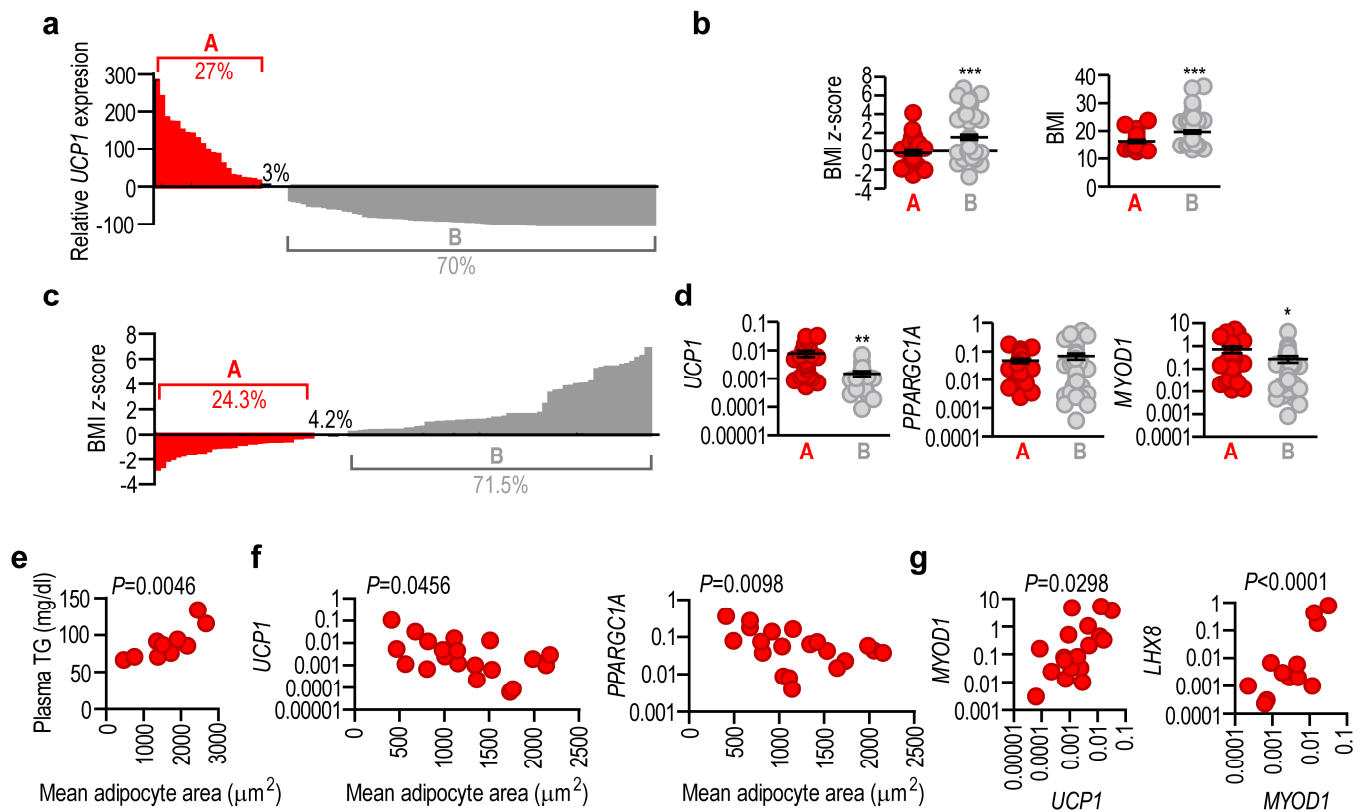 a
Relative UCP1 expresion
300
200
100
0
-100
A
27%
3%
B
70%
b
BMI z-score
8
6
4
2
0
-2
-4
***
A
B
BMI
40
30
20
10
0
***
A
B
c
BMI z-score
8
6
4
2
0
-2
-4
A
24.3%
4.2%
B
71.5%
d
UCP1
0.1
0.01
0.001
0.0001
0.00001
**
A
B
PPARGC1A
1
0.1
0.01
0.001
0.0001
A
B
MYOD1
10
1
0.1
0.01
0.001
0.0001
*
A
B
e
P=0.0046
Plasma TG (mg/dl)
150
100
50
0
0
1000
2000
3000
Mean adipocyte area (μm²)
f
P=0.0456
UCP1
1
0.1
0.01
0.001
0.0001
0.00001
0
500
1000
1500
2000
2500
Mean adipocyte area (μm²)
P=0.0098
PPARGC1A
1
0.1
0.01
0.001
0
500
1000
1500
2000
2500
Mean adipocyte area (μm²)
g
P=0.0298
MYOD1
10
1
0.1
0.01
0.001
0.00001
0.0001
0.001
0.01
0.1
UCP1
P<0.0001
LHX8
1
0.1
0.01
0.001
0.0001
0.0001
0.001
0.01
0.1
MYOD1